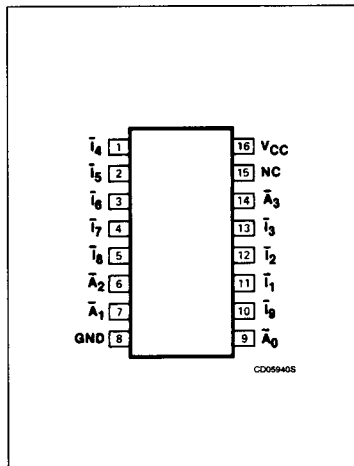 Ī4 1 16 VCC
Ī5 2 15 NC
Ī6 3 14 Ā3
Ī7 4 13 Ī3
Ī8 5 12 Ī2
Ā2 6 11 Ī1
Ā1 7 10 Ī9
GND 8 9 Ā0
CD05940S